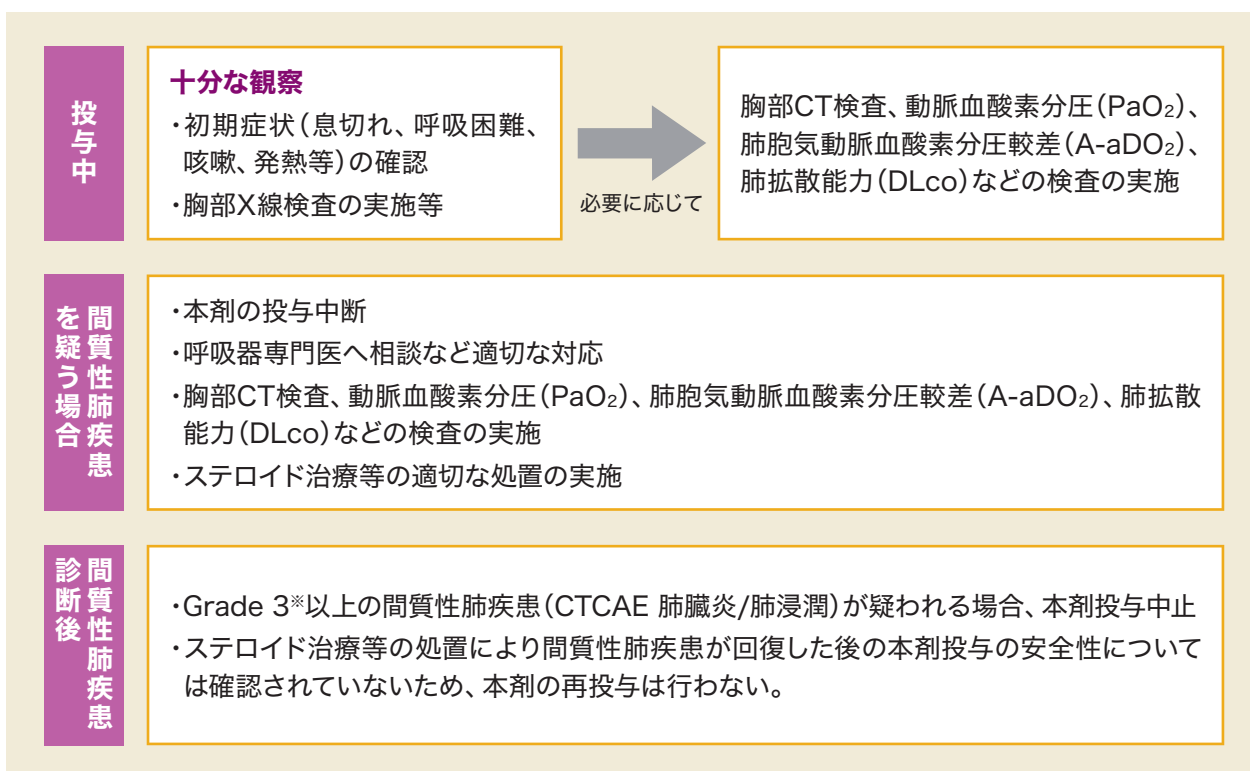 投与中
十分な観察
・初期症状（息切れ、呼吸困難、
咳嗽、発熱等）の確認
・胸部X線検査の実施等
必要に応じて
胸部CT検査、動脈血酸素分圧（PaO₂）、
肺胞気動脈血酸素分圧較差（A-aDO₂）、
肺拡散能力（DLco）などの検査の実施
間質性肺疾患
を疑う場合
・本剤の投与中断
・呼吸器専門医へ相談など適切な対応
・胸部CT検査、動脈血酸素分圧（PaO₂）、肺胞気動脈血酸素分圧較差（A-aDO₂）、肺拡散
能力（DLco）などの検査の実施
・ステロイド治療等の適切な処置の実施
間質性肺疾患
診断後
・Grade 3※以上の間質性肺疾患（CTCAE 肺臓炎/肺浸潤）が疑われる場合、本剤投与中止
・ステロイド治療等の処置により間質性肺疾患が回復した後の本剤投与の安全性について
は確認されていないため、本剤の再投与は行わない。